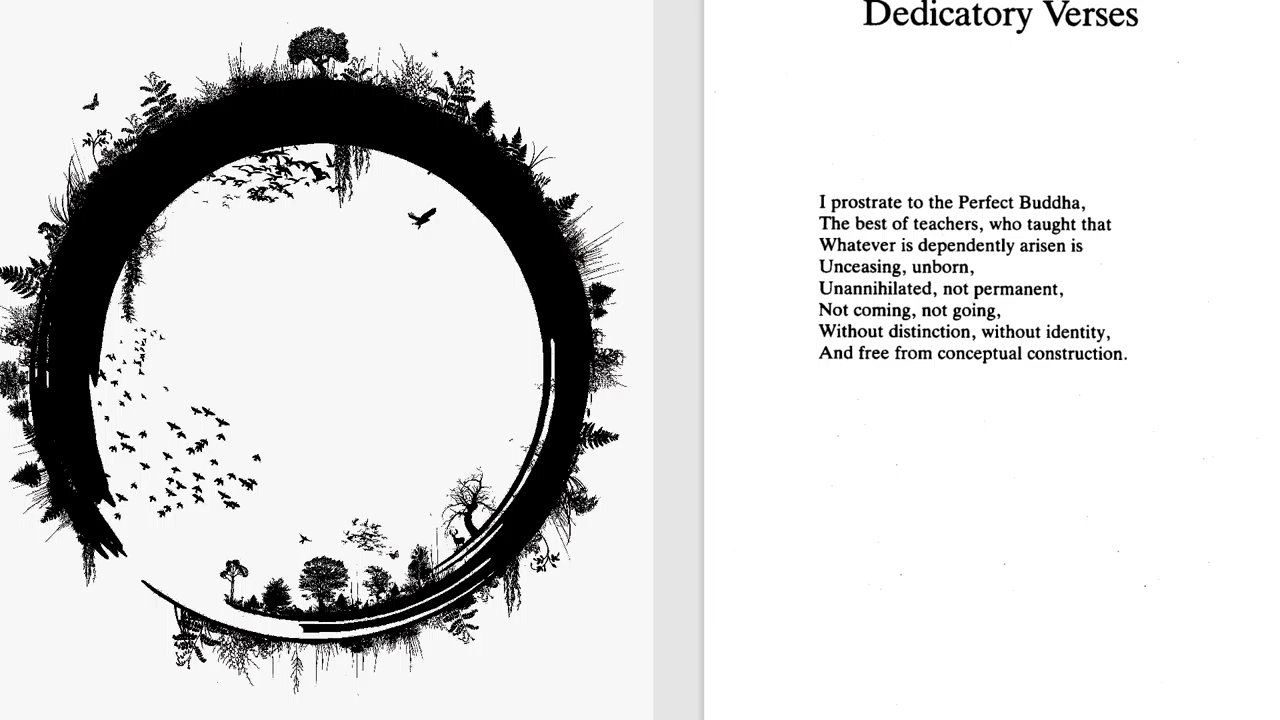 Dedicatory Verses
I prostrate to the Perfect Buddha,
The best of teachers, who taught that
Whatever is dependently arisen is
Unceasing, unborn,
Unannihilated, not permanent,
Not coming, not going,
Without distinction, without identity,
And free from conceptual construction.